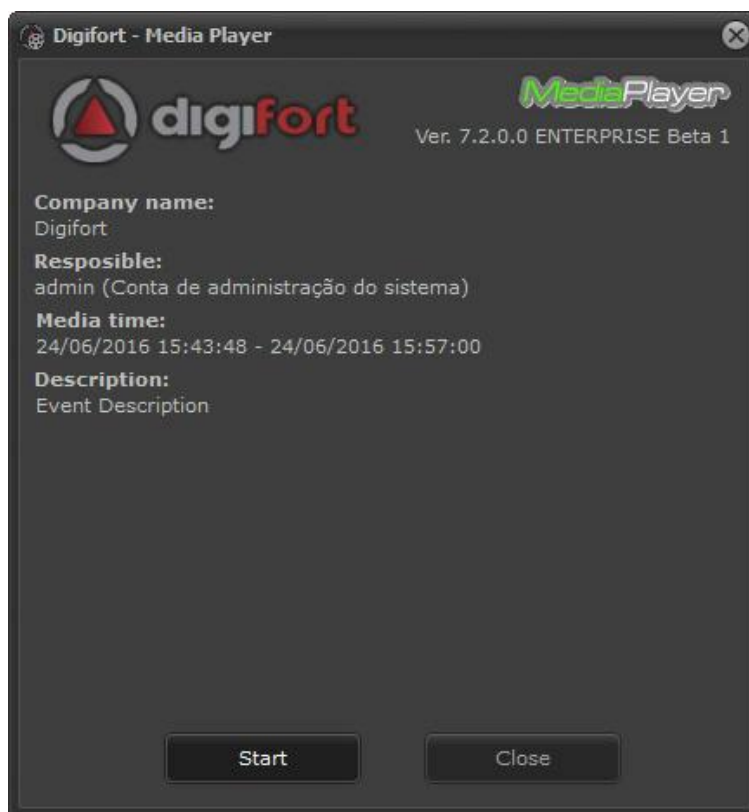 Digifort - Media Player
digifort
MediaPlayer
Ver. 7.2.0.0 ENTERPRISE Beta 1
Company name:
Digifort
Resposible:
admin (Conta de administração do sistema)
Media time:
24/06/2016 15:43:48 - 24/06/2016 15:57:00
Description:
Event Description
Start
Close